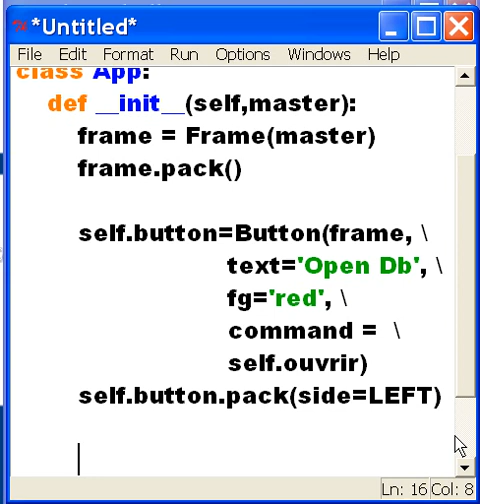 *Untitled*
File Edit Format Run Options Windows Help
class App:
def __init__(self,master):
frame = Frame(master)
frame.pack()
self.button=Button(frame, \
text='Open Db', \
fg='red', \
command = \
self.ouvrir)
self.button.pack(side=LEFT)
Ln: 16 Col: 8